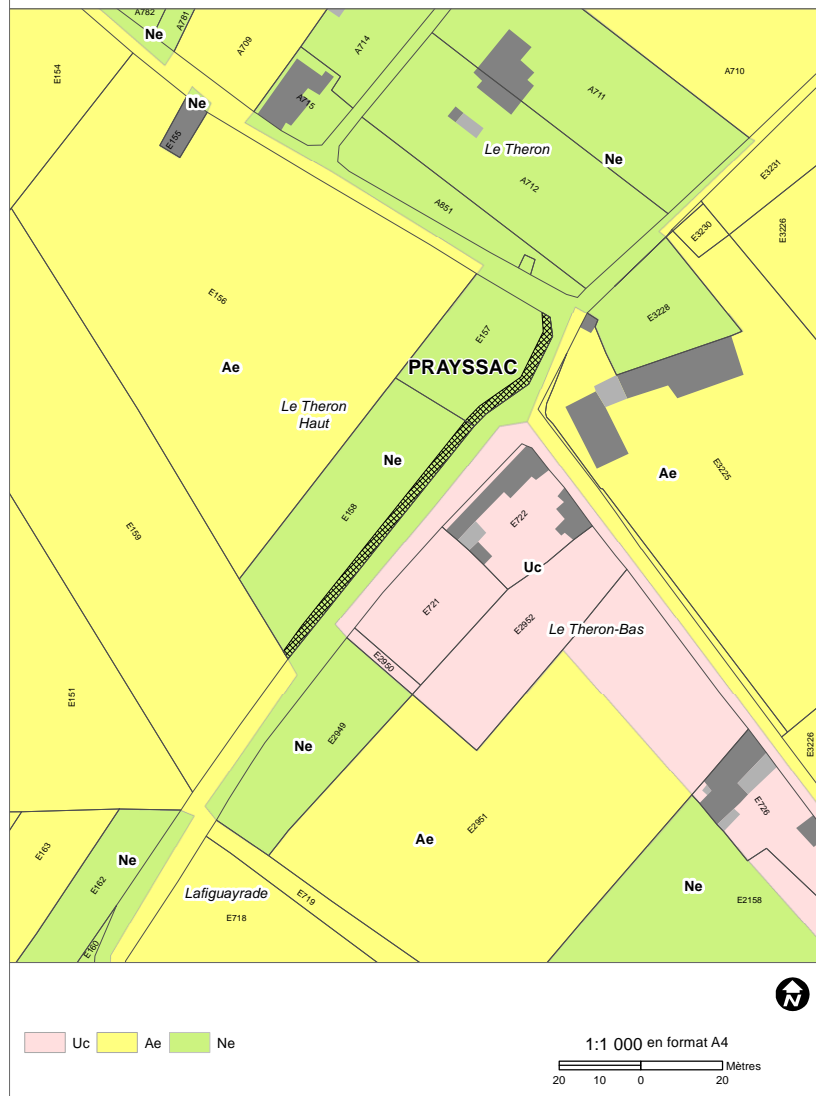 A782
A781
Ne
A709
A714
E154
A710
A711
A715
Ne
E155
Le Theron
Ne
A712
E3231
A851
E3230
E3226
E156
E3228
E157
PRAYSSAC
Ae
Le Theron
Haut
Ne
Ae
E3225
E158
E722
E159
Uc
E721
E2952
Le Theron-Bas
E2950
E151
E2949
Ne
E3226
E726
E2951
Ae
E163
Ne
E162
Lafiguayrade
E719
Ne
E718
E2158
E160
N
Uc
Ae
Ne
1:1 000 en format A4
Mètres
20 10 0 20